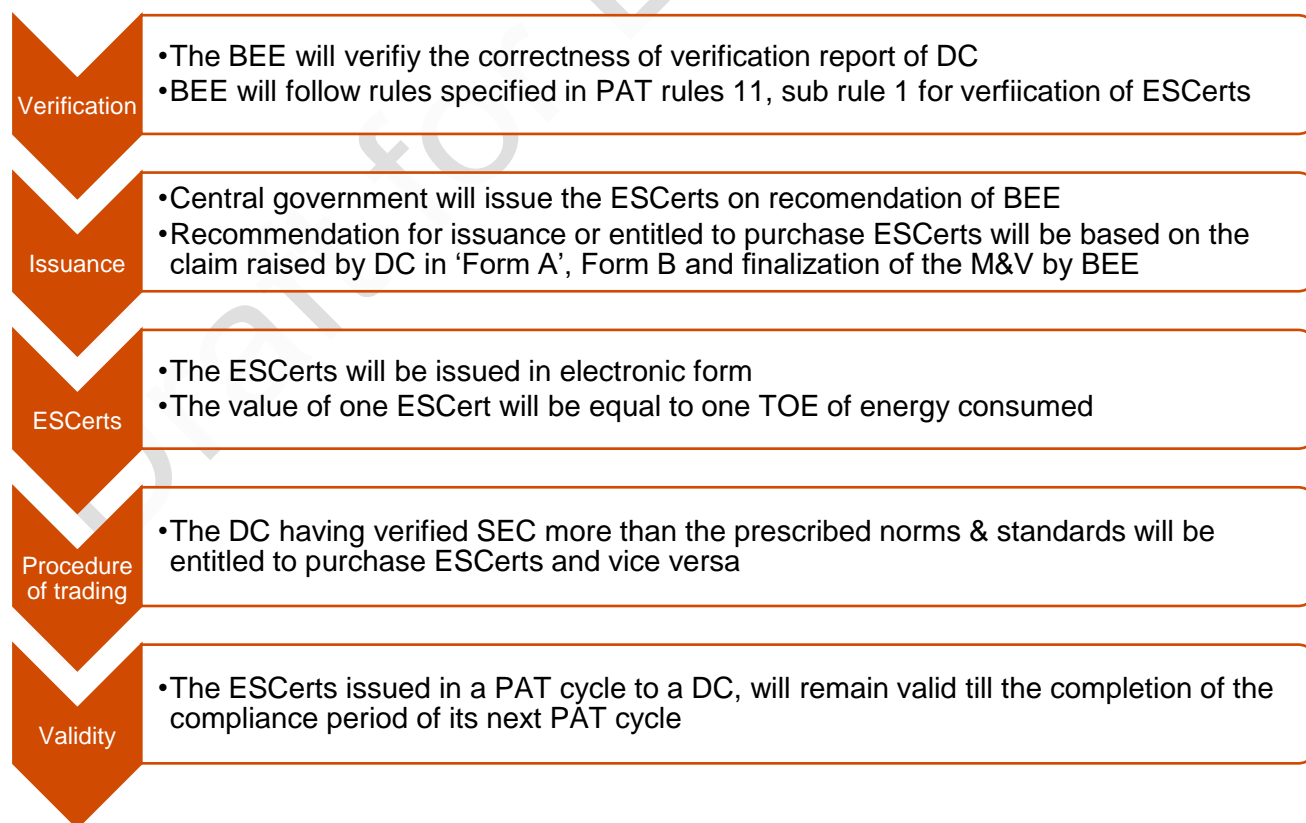 Verification
•The BEE will verifiy the correctness of verification report of DC
•BEE will follow rules specified in PAT rules 11, sub rule 1 for verfiication of ESCerts
Issuance
•Central government will issue the ESCerts on recomendation of BEE
•Recommendation for issuance or entitled to purchase ESCerts will be based on the
claim raised by DC in ‘Form A’, Form B and finalization of the M&V by BEE
ESCerts
•The ESCerts will be issued in electronic form
•The value of one ESCert will be equal to one TOE of energy consumed
Procedure
of trading
•The DC having verified SEC more than the prescribed norms & standards will be
entitled to purchase ESCerts and vice versa
Validity
•The ESCerts issued in a PAT cycle to a DC, will remain valid till the completion of the
compliance period of its next PAT cycle